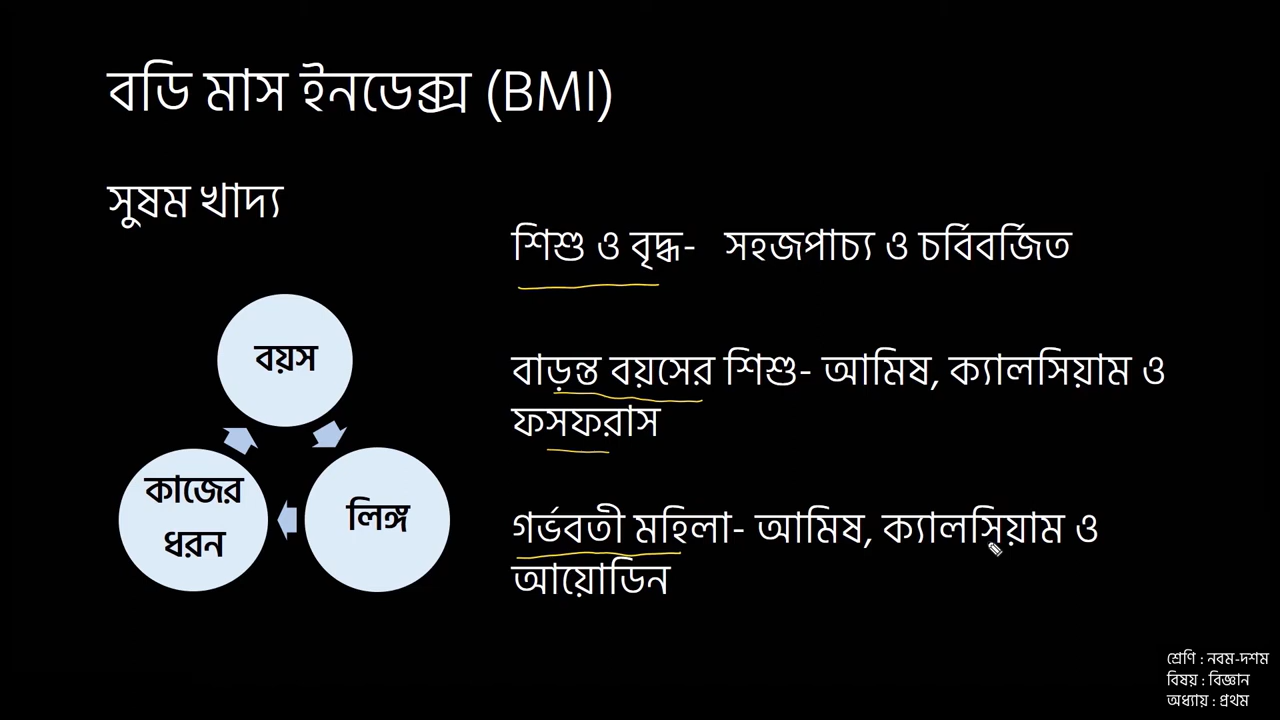 বডি মাস ইনডেক্স (BMI)
সুষম খাদ্য
শিশু ও বৃদ্ধ- সহজপাচ্য ও চর্বিবর্জিত
বাড়ন্ত বয়সের শিশু- আমিষ, ক্যালসিয়াম ও
ফসফরাস
গর্ভবতী মহিলা- আমিষ, ক্যালসিয়াম ও
আয়োডিন
বয়স
কাজের
ধরন
লিঙ্গ
শ্রেণি : নবম-দশম
বিষয় : বিজ্ঞান
অধ্যায় : প্রথম